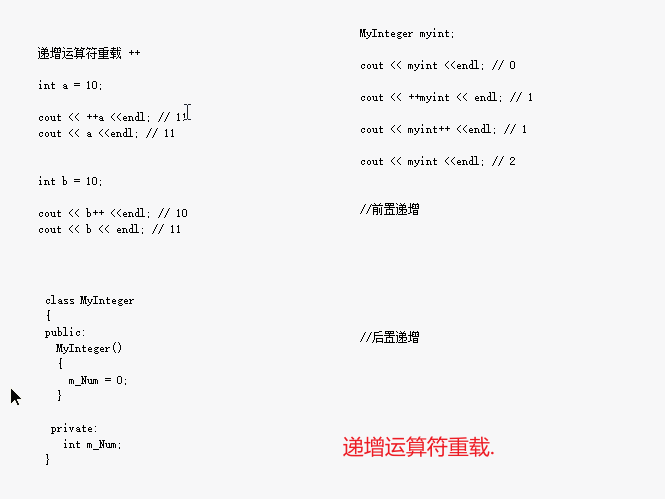 递增运算符重载 ++
int a = 10;
cout << ++a <<endl; // 11
cout << a <<endl; // 11
int b = 10;
cout << b++ <<endl; // 10
cout << b << endl; // 11
class MyInteger
{
public:
MyInteger()
{
m_Num = 0;
}
private:
int m_Num;
}
MyInteger myint;
cout << myint <<endl; // 0
cout << ++myint << endl; // 1
cout << myint++ <<endl; // 1
cout << myint <<endl; // 2
//前置递增
//后置递增
递增运算符重载.